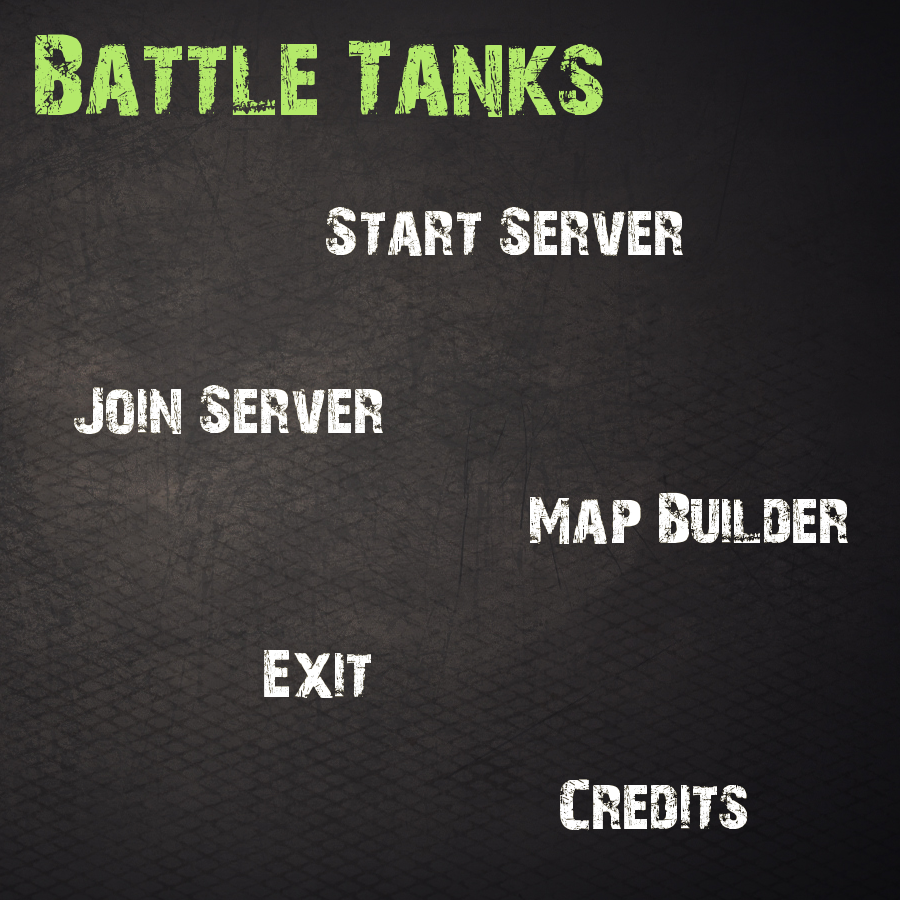 Battle Tanks
Start Server
Join Server
Map Builder
Exit
Credits